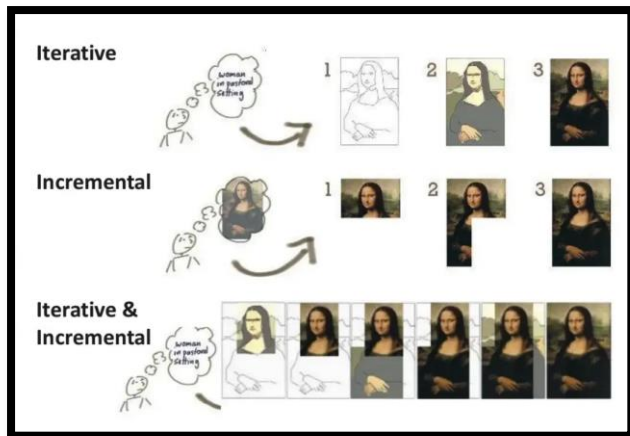 Iterative
woman
in pastoral
setting
1 2 3
Incremental
1 2 3
Iterative &
Incremental
woman
in pastoral
setting